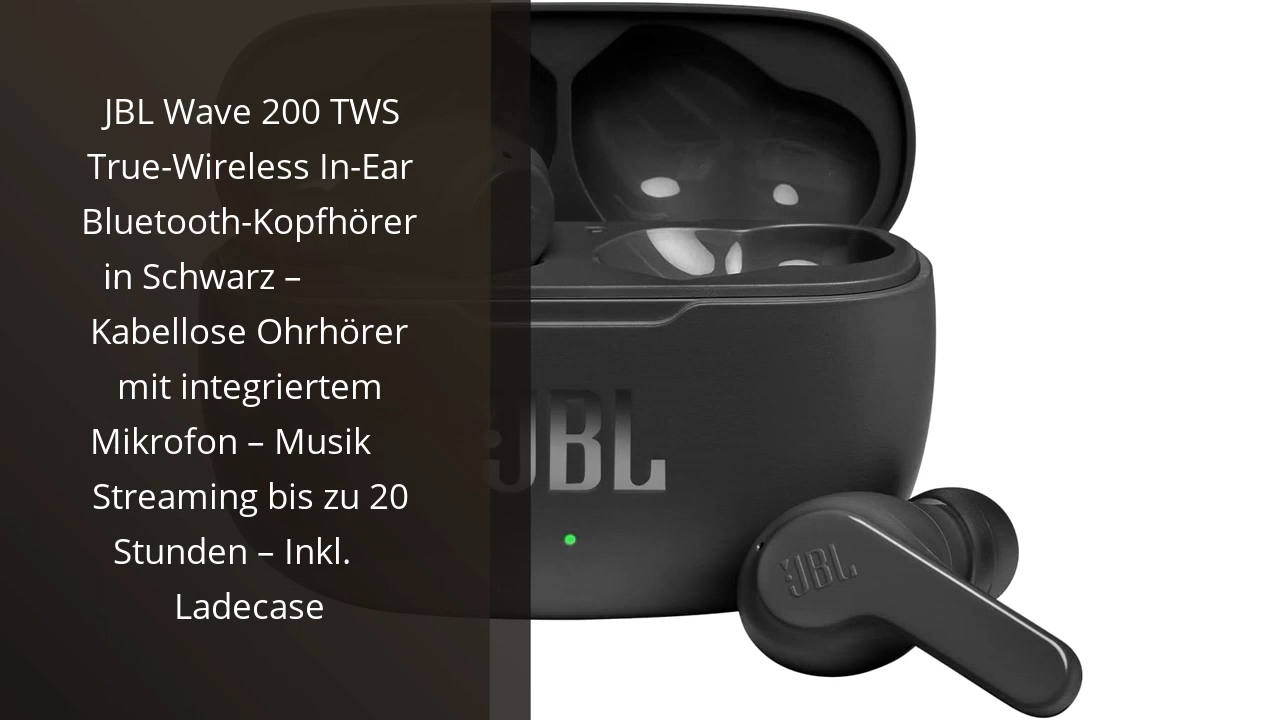 JBL Wave 200 TWS
True-Wireless In-Ear
Bluetooth-Kopfhörer
in Schwarz –
Kabellose Ohrhörer
mit integriertem
Mikrofon – Musik
Streaming bis zu 20
Stunden – Inkl.
Ladecase
JBL
JBL